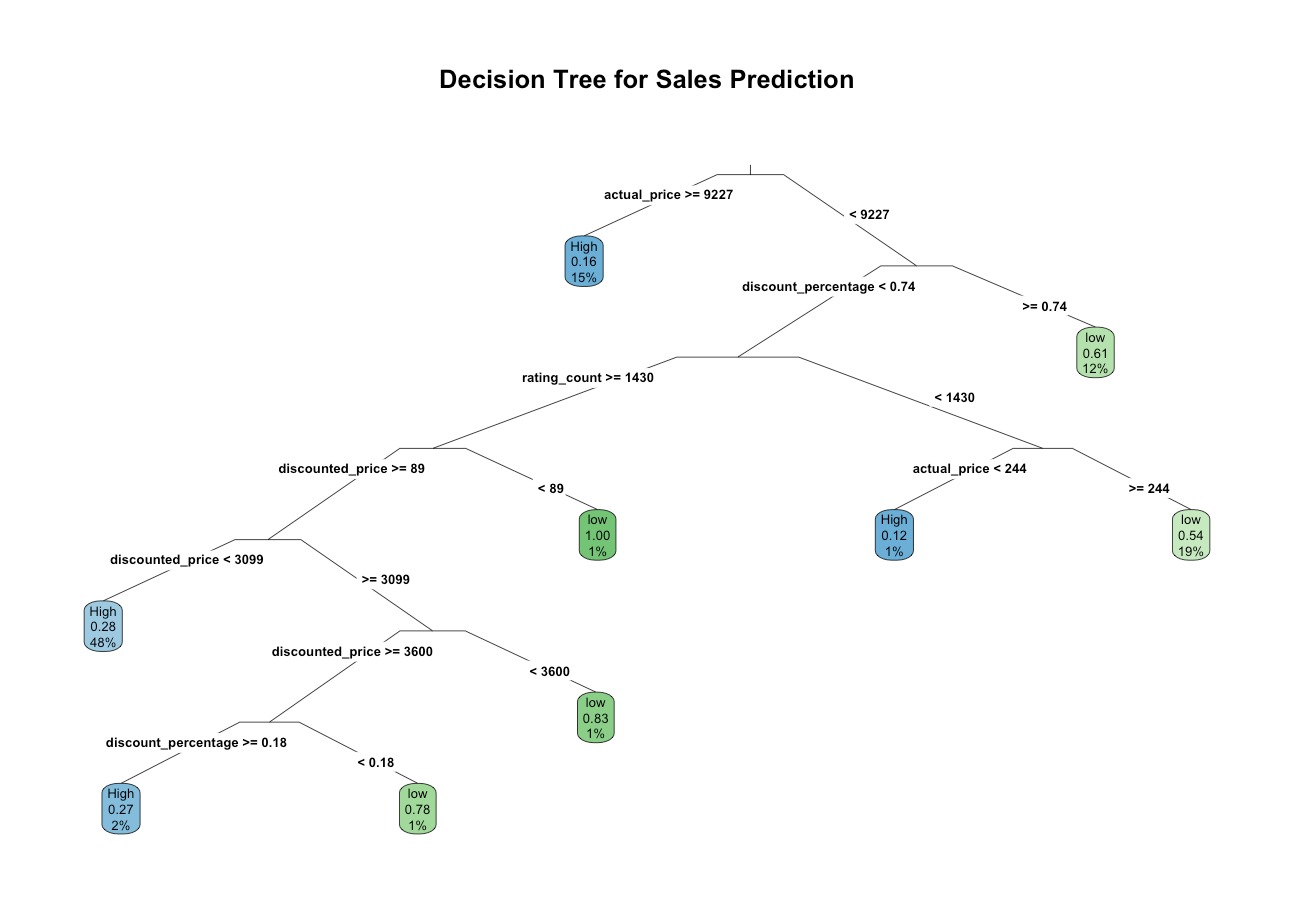 Decision Tree for Sales Prediction
actual_price >= 9227
< 9227
High
0.16
15%
discount_percentage < 0.74
>= 0.74
low
0.61
12%
rating_count >= 1430
< 1430
discounted_price >= 89
< 89
actual_price < 244
>= 244
low
1.00
1%
High
0.12
1%
low
0.54
19%
discounted_price < 3099
>= 3099
High
0.28
48%
discounted_price >= 3600
< 3600
low
0.83
1%
discount_percentage >= 0.18
< 0.18
High
0.27
2%
low
0.78
1%